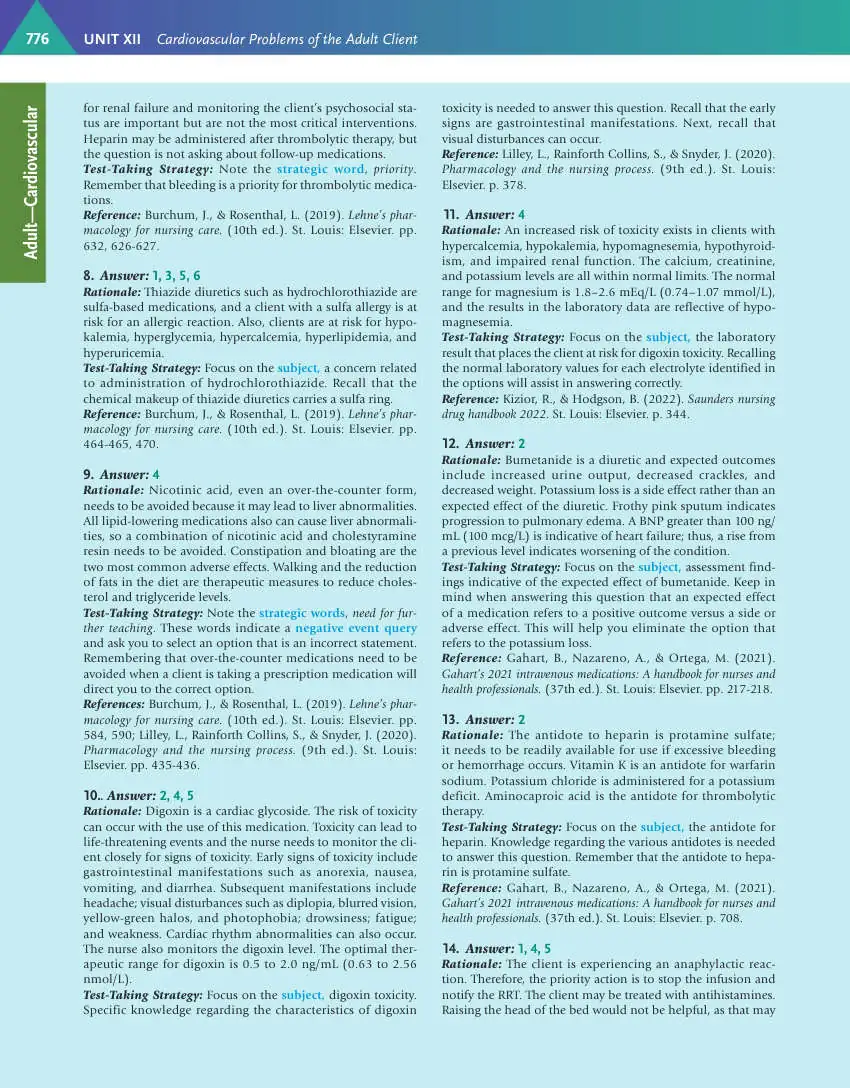 776
UNIT XII Cardiovascular Problems of the Adult Client
Adult—Cardiovascular
for renal failure and monitoring the client's psychosocial sta-
tus are important but are not the most critical interventions.
Heparin may be administered after thrombolytic therapy, but
the question is not asking about follow-up medications.
Test-Taking Strategy: Note the strategic word, priority.
Remember that bleeding is a priority for thrombolytic medica-
tions.
Reference: Burchum, J., & Rosenthal, L. (2019). Lehne's phar-
macology for nursing care. (10th ed.). St. Louis: Elsevier. pp.
632, 626-627.
8. Answer: 1, 3, 5, 6
Rationale: Thiazide diuretics such as hydrochlorothiazide are
sulfa-based medications, and a client with a sulfa allergy is at
risk for an allergic reaction. Also, clients are at risk for hypo-
kalemia, hyperglycemia, hypercalcemia, hyperlipidemia, and
hyperuricemia.
Test-Taking Strategy: Focus on the subject, a concern related
to administration of hydrochlorothiazide. Recall that the
chemical makeup of thiazide diuretics carries a sulfa ring.
Reference: Burchum, J., & Rosenthal, L. (2019). Lehne's phar-
macology for nursing care. (10th ed.). St. Louis: Elsevier. pp.
464-465, 470.
9. Answer: 4
Rationale: Nicotinic acid, even an over-the-counter form,
needs to be avoided because it may lead to liver abnormalities.
All lipid-lowering medications also can cause liver abnormali-
ties, so a combination of nicotinic acid and cholestyramine
resin needs to be avoided. Constipation and bloating are the
two most common adverse effects. Walking and the reduction
of fats in the diet are therapeutic measures to reduce choles-
terol and triglyceride levels.
Test-Taking Strategy: Note the strategic words, need for fur-
ther teaching. These words indicate a negative event query
and ask you to select an option that is an incorrect statement.
Remembering that over-the-counter medications need to be
avoided when a client is taking a prescription medication will
direct you to the correct option.
References: Burchum, J., & Rosenthal, L. (2019). Lehne's phar-
macology for nursing care. (10th ed.). St. Louis: Elsevier. pp.
584, 590; Lilley, L., Rainforth Collins, S., & Snyder, J. (2020).
Pharmacology and the nursing process. (9th ed.). St. Louis:
Elsevier. pp. 435-436.
10.. Answer: 2, 4, 5
Rationale: Digoxin is a cardiac glycoside. The risk of toxicity
can occur with the use of this medication. Toxicity can lead to
life-threatening events and the nurse needs to monitor the cli-
ent closely for signs of toxicity. Early signs of toxicity include
gastrointestinal manifestations such as anorexia, nausea,
vomiting, and diarrhea. Subsequent manifestations include
headache; visual disturbances such as diplopia, blurred vision,
yellow-green halos, and photophobia; drowsiness; fatigue;
and weakness. Cardiac rhythm abnormalities can also occur.
The nurse also monitors the digoxin level. The optimal ther-
apeutic range for digoxin is 0.5 to 2.0 ng/mL (0.63 to 2.56
nmol/L).
Test-Taking Strategy: Focus on the subject, digoxin toxicity.
Specific knowledge regarding the characteristics of digoxin
toxicity is needed to answer this question. Recall that the early
signs are gastrointestinal manifestations. Next, recall that
visual disturbances can occur.
Reference: Lilley, L., Rainforth Collins, S., & Snyder, J. (2020).
Pharmacology and the nursing process. (9th ed.). St. Louis:
Elsevier. p. 378.
11. Answer: 4
Rationale: An increased risk of toxicity exists in clients with
hypercalcemia, hypokalemia, hypomagnesemia, hypothyroid-
ism, and impaired renal function. The calcium, creatinine,
and potassium levels are all within normal limits. The normal
range for magnesium is 1.8–2.6 mEq/L (0.74–1.07 mmol/L),
and the results in the laboratory data are reflective of hypo-
magnesemia.
Test-Taking Strategy: Focus on the subject, the laboratory
result that places the client at risk for digoxin toxicity. Recalling
the normal laboratory values for each electrolyte identified in
the options will assist in answering correctly.
Reference: Kizior, R., & Hodgson, B. (2022). Saunders nursing
drug handbook 2022. St. Louis: Elsevier. p. 344.
12. Answer: 2
Rationale: Bumetanide is a diuretic and expected outcomes
include increased urine output, decreased crackles, and
decreased weight. Potassium loss is a side effect rather than an
expected effect of the diuretic. Frothy pink sputum indicates
progression to pulmonary edema. A BNP greater than 100 ng/
mL (100 mcg/L) is indicative of heart failure; thus, a rise from
a previous level indicates worsening of the condition.
Test-Taking Strategy: Focus on the subject, assessment find-
ings indicative of the expected effect of bumetanide. Keep in
mind when answering this question that an expected effect
of a medication refers to a positive outcome versus a side or
adverse effect. This will help you eliminate the option that
refers to the potassium loss.
Reference: Gahart, B., Nazareno, A., & Ortega, M. (2021).
Gahart's 2021 intravenous medications: A handbook for nurses and
health professionals. (37th ed.). St. Louis: Elsevier. pp. 217-218.
13. Answer: 2
Rationale: The antidote to heparin is protamine sulfate;
it needs to be readily available for use if excessive bleeding
or hemorrhage occurs. Vitamin K is an antidote for warfarin
sodium. Potassium chloride is administered for a potassium
deficit. Aminocaproic acid is the antidote for thrombolytic
therapy.
Test-Taking Strategy: Focus on the subject, the antidote for
heparin. Knowledge regarding the various antidotes is needed
to answer this question. Remember that the antidote to hepa-
rin is protamine sulfate.
Reference: Gahart, B., Nazareno, A., & Ortega, M. (2021).
Gahart's 2021 intravenous medications: A handbook for nurses and
health professionals. (37th ed.). St. Louis: Elsevier. p. 708.
14. Answer: 1, 4, 5
Rationale: The client is experiencing an anaphylactic reac-
tion. Therefore, the priority action is to stop the infusion and
notify the RRT. The client may be treated with antihistamines.
Raising the head of the bed would not be helpful, as that may